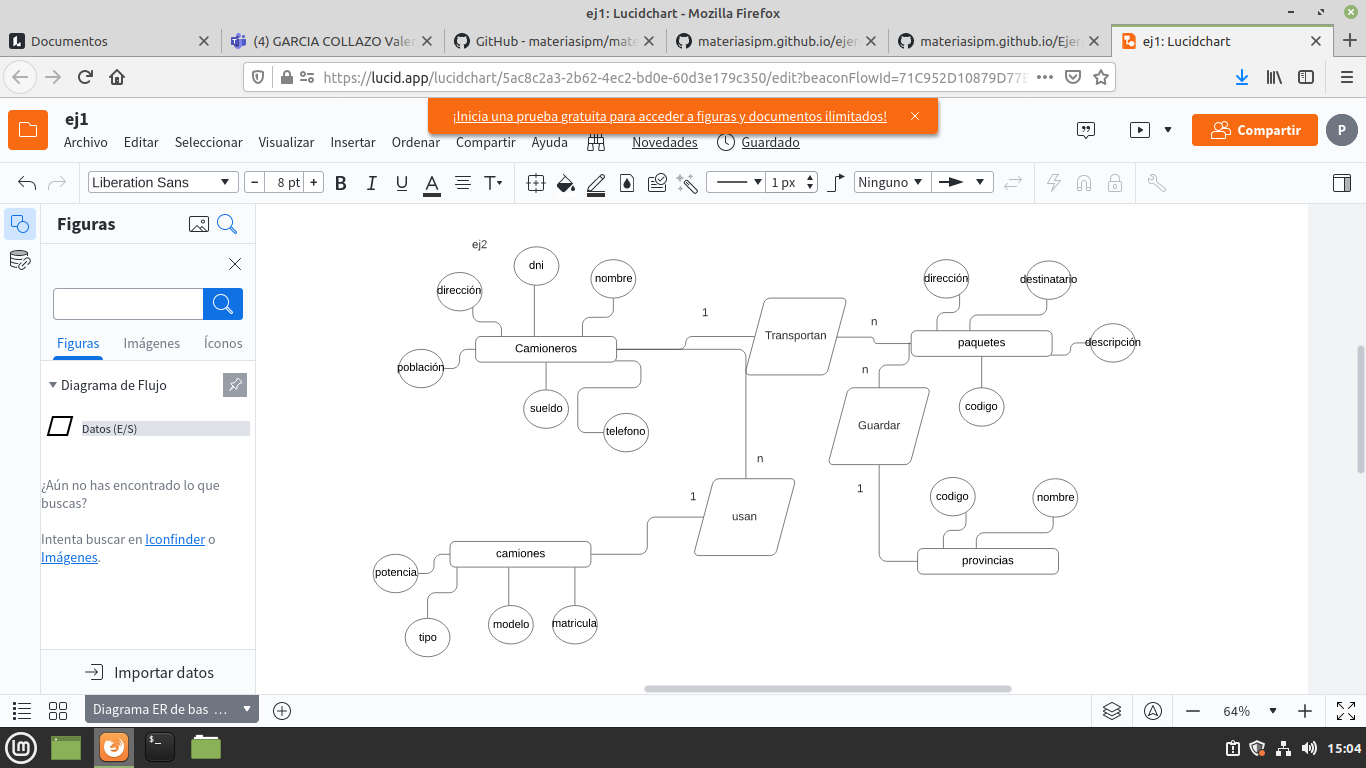 ej1: Lucidchart - Mozilla Firefox
Documentos
(4) GARCIA COLLAZO Valer
GitHub - materiasipm/mate
materiasipm.github.io/ejer
materiasipm.github.io/Ejer
ej1: Lucidchart
https://lucid.app/lucidchart/5ac8c2a3-2b62-4ec2-bd0e-60d3e179c350/edit?beaconFlowId=71C952D10879D77E
ej1
¡Inicia una prueba gratuita para acceder a figuras y documentos ilimitados!
Archivo Editar Seleccionar Visualizar Insertar Ordenar Compartir Ayuda Novedades Guardado
Compartir
P
Liberation Sans
8 pt
B I U A T
1 px
Ninguno
Figuras
Figuras Imágenes Íconos
Diagrama de Flujo
Datos (E/S)
¿Aún no has encontrado lo que
buscas?
Intenta buscar en Iconfinder o
Imágenes.
Importar datos
ej2
dni
dirección
nombre
Camioneros
población
sueldo
telefono
1
Transportan
n
dirección
destinatario
paquetes
descripción
codigo
n
Guardar
1
n
1
usan
camiones
potencia
tipo
modelo
matricula
codigo
nombre
provincias
Diagrama ER de bas ...
64%
15:04